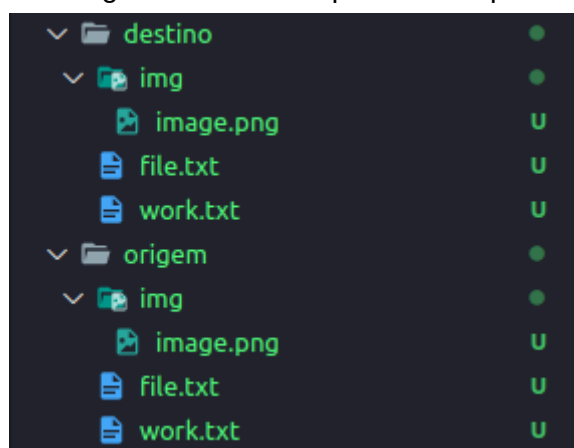 destino
img
image.png U
file.txt U
work.txt U
origem
img
image.png U
file.txt U
work.txt U